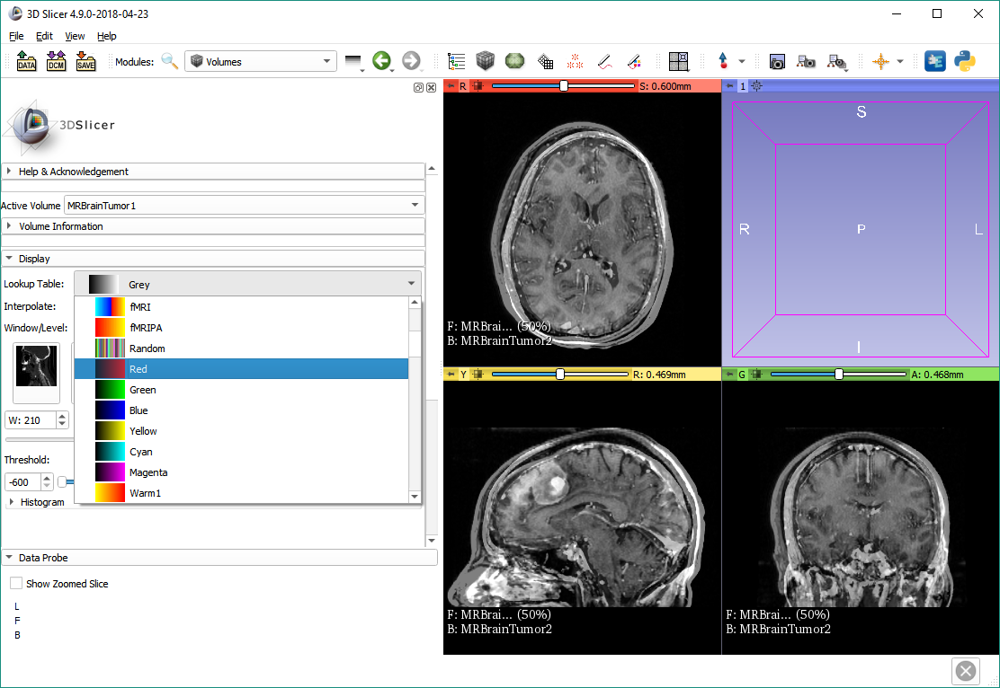 3D Slicer 4.9.0-2018-04-23
File Edit View Help
DATA DCM SAVE Modules: Volumes
3DSlicer
Help & Acknowledgement
Active Volume MRBrainTumor1
Volume Information
Display
Lookup Table: Grey
Interpolate:
Window/Level:
fMRI
fMRIPA
Random
Red
Green
Blue
Yellow
Cyan
Magenta
Warm1
W: 210
Threshold:
-600
Histogram
Data Probe
Show Zoomed Slice
L
F
B
R S: 0.600mm
F: MRBrai... (50%)
B: MRBrainTumor2
1
S
R P L
I
Y R: 0.469mm
F: MRBrai... (50%)
B: MRBrainTumor2
G A: 0.468mm
F: MRBrai... (50%)
B: MRBrainTumor2